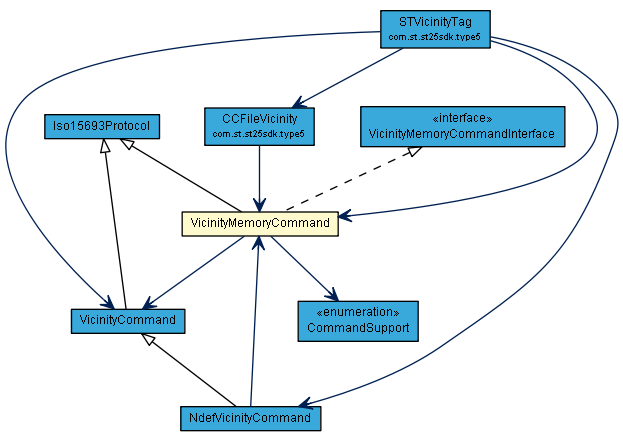 STVicinityTag
com.st.st25sdk.type5
Iso15693Protocol
CCFileVicinity
com.st.st25sdk.type5
«interface»
VicinityMemoryCommandInterface
VicinityMemoryCommand
VicinityCommand
«enumeration»
CommandSupport
NdefVicinityCommand